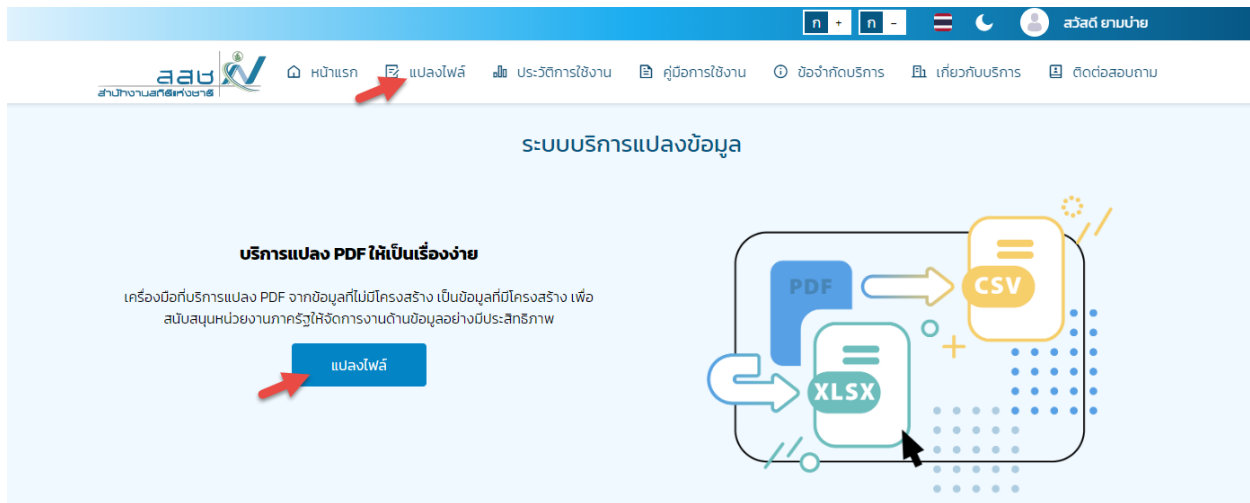 ก + ก - สวัสดี ยามบ่าย
สสช
สำนักงานสถิติแห่งชาติ
หน้าแรก แปลงไฟล์ ประวัติการใช้งาน คู่มือการใช้งาน ข้อจำกัดบริการ เกี่ยวกับบริการ ติดต่อสอบถาม
ระบบบริการแปลงข้อมูล
บริการแปลง PDF ให้เป็นเรื่องง่าย
เครื่องมือที่บริการแปลง PDF จากข้อมูลที่ไม่มีโครงสร้าง เป็นข้อมูลที่มีโครงสร้าง เพื่อ
สนับสนุนหน่วยงานภาครัฐให้จัดการงานด้านข้อมูลอย่างมีประสิทธิภาพ
แปลงไฟล์
PDF
CSV
XLSX